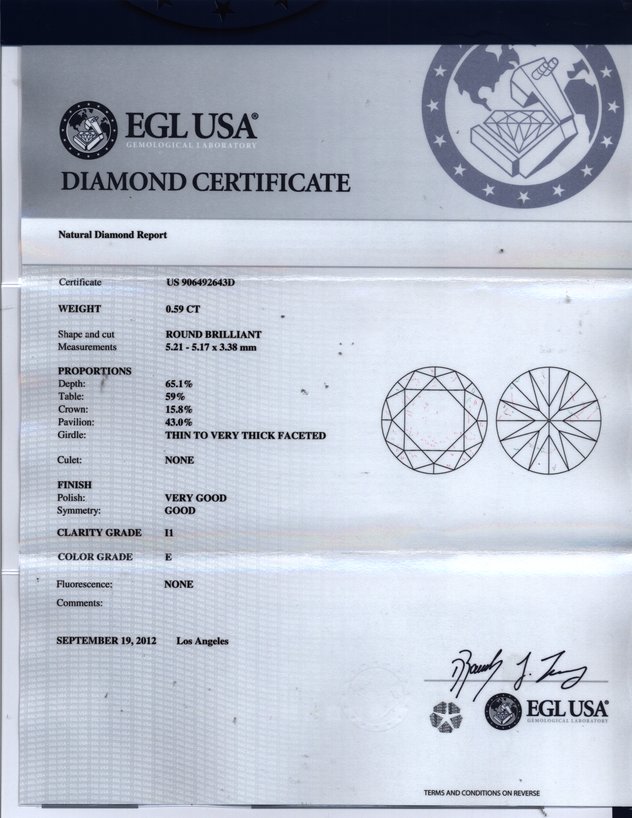 EGL USA®
GEMOLOGICAL LABORATORY
DIAMOND CERTIFICATE
Natural Diamond Report
Certificate US 906492643D
WEIGHT 0.59 CT
Shape and cut ROUND BRILLIANT
Measurements 5.21 - 5.17 x 3.38 mm
PROPORTIONS
Depth: 65.1%
Table: 59%
Crown: 15.8%
Pavilion: 43.0%
Girdle: THIN TO VERY THICK FACETED
Culet: NONE
FINISH
Polish: VERY GOOD
Symmetry: GOOD
CLARITY GRADE I1
COLOR GRADE E
Fluorescence: NONE
Comments:
SEPTEMBER 19, 2012 Los Angeles
EGL USA®
GEMOLOGICAL LABORATORY
TERMS AND CONDITIONS ON REVERSE